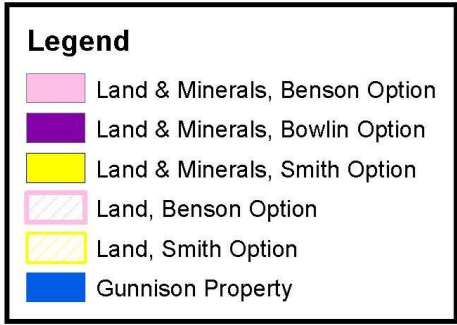 Legend
Land & Minerals, Benson Option
Land & Minerals, Bowlin Option
Land & Minerals, Smith Option
Land, Benson Option
Land, Smith Option
Gunnison Property